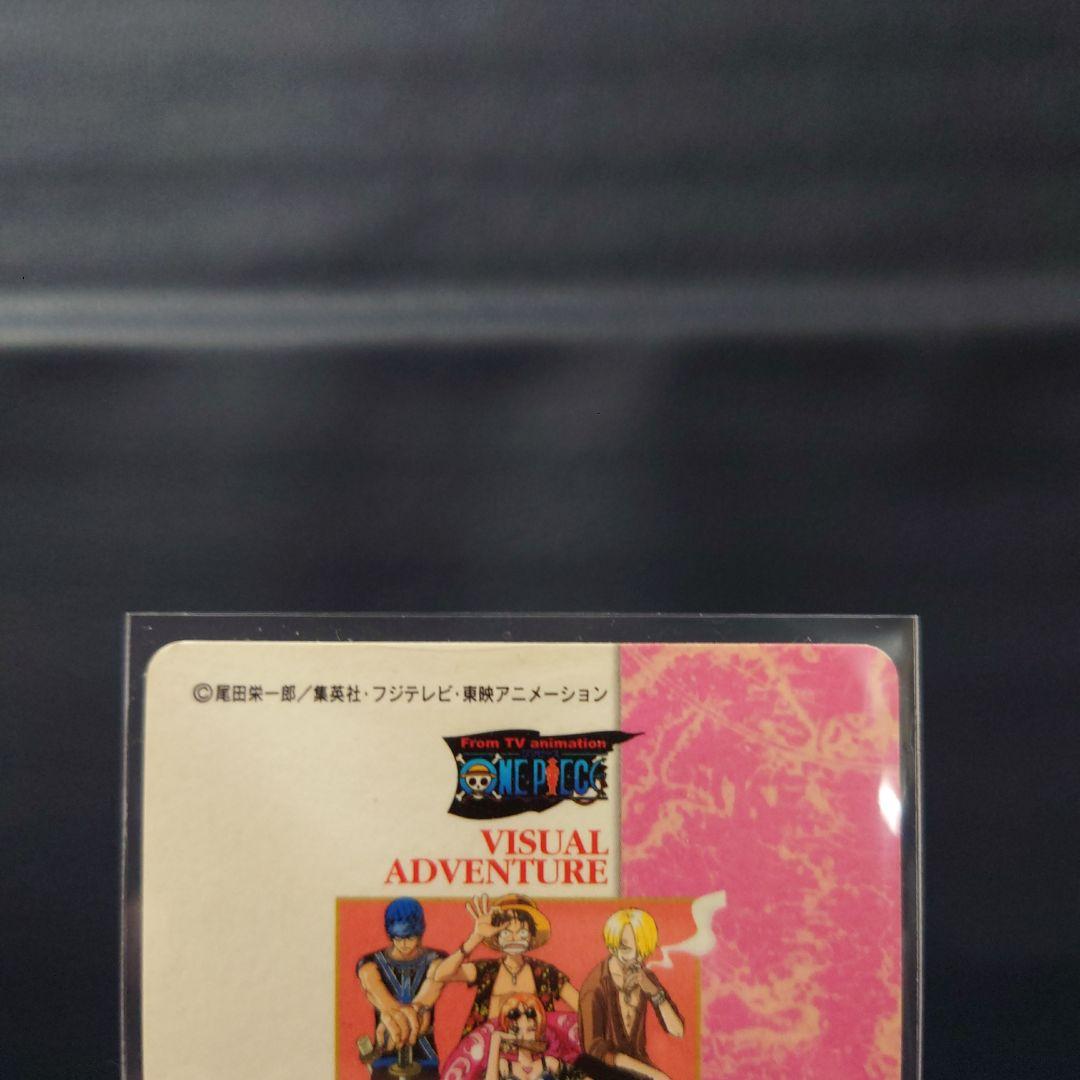 ©尾田栄一郎／集英社・フジテレビ・東映アニメーション
From TV animation
ONE PIECE
VISUAL
ADVENTURE